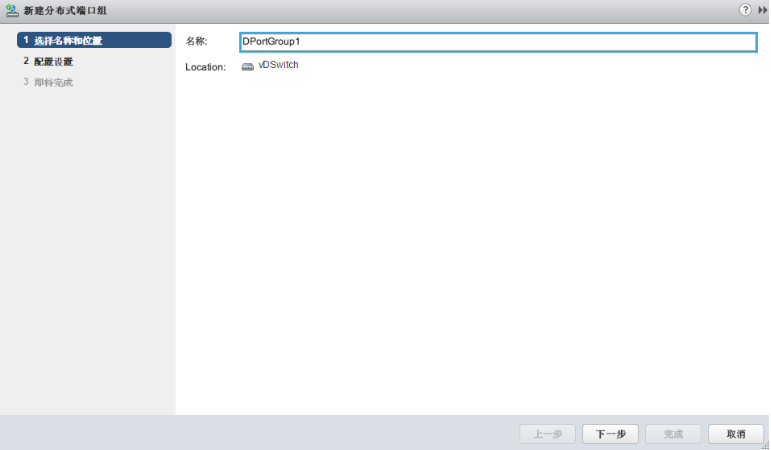 新建分布式端口组
1 选择名称和位置
2 配置设置
3 即将完成
名称: DPortGroup1
Location: vDSwitch
上一步 下一步 完成 取消